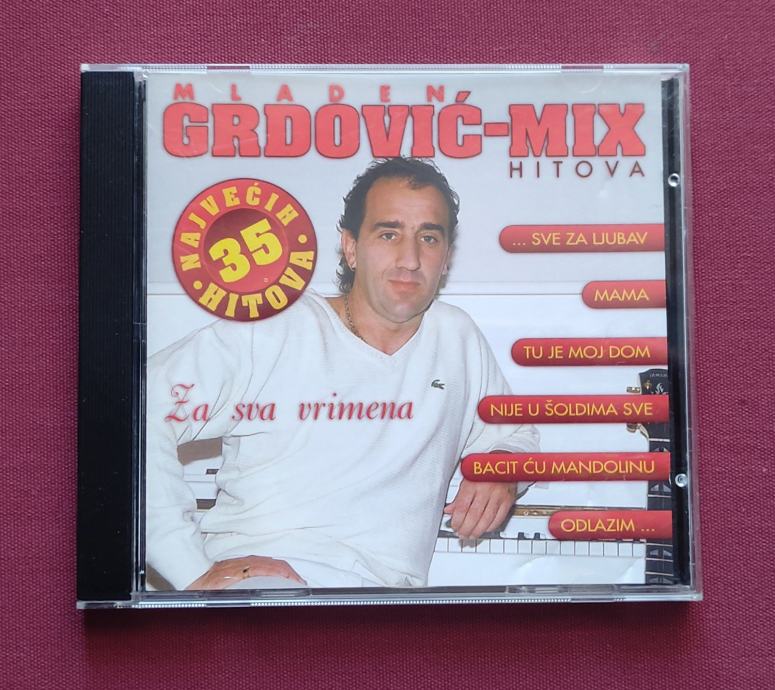 MLADEN
GRDOVIĆ-MIX
HITOVA
NAJVEĆIH
35
HITOVA
... SVE ZA LJUBAV
MAMA
TU JE MOJ DOM
NIJE U ŠOLDIMA SVE
Za sva vrimena
BACIT ĆU MANDOLINU
ODLAZIM ...